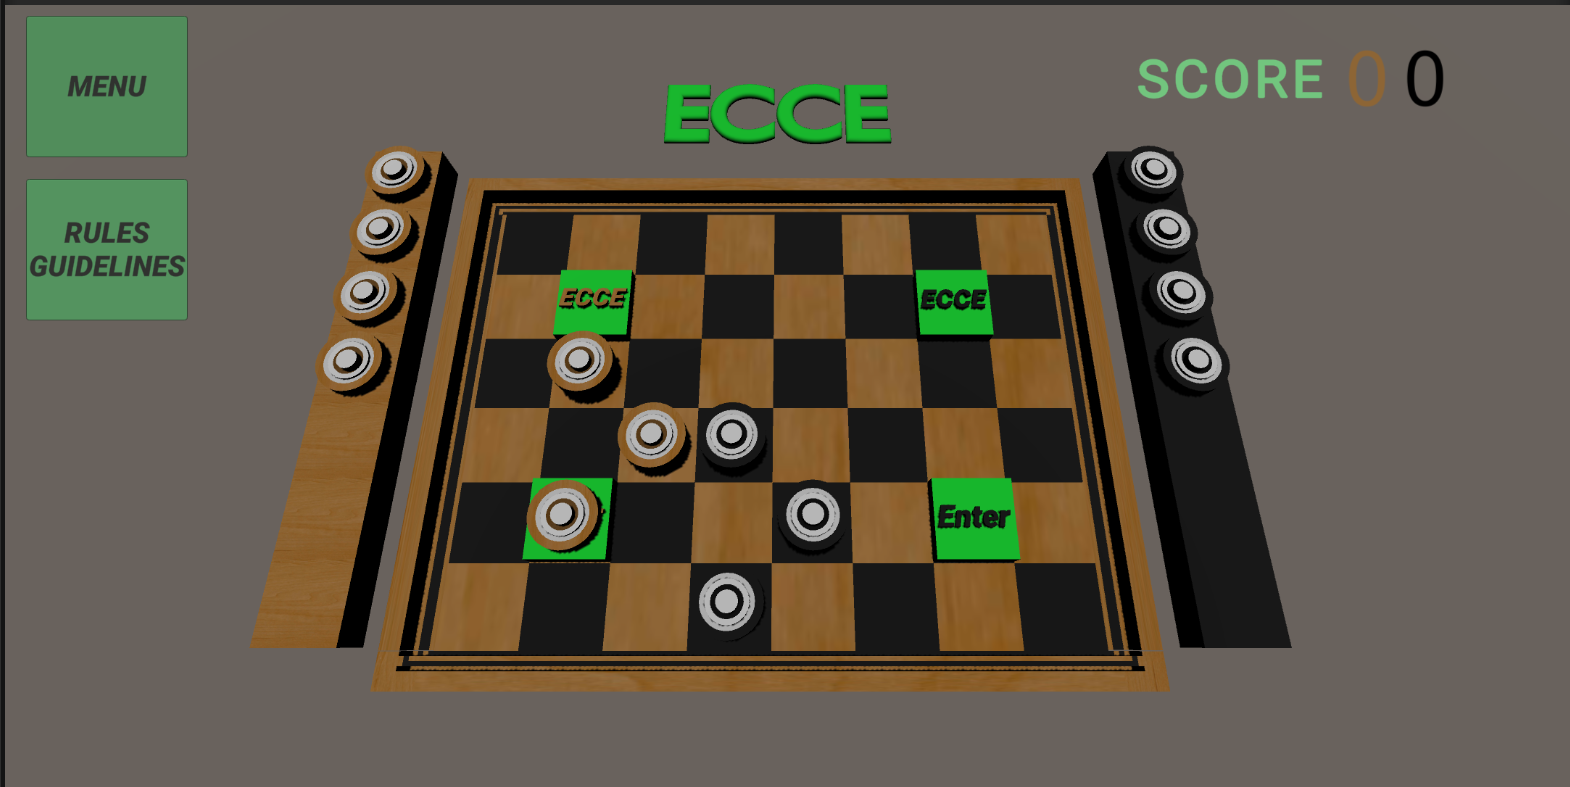 MENU
SCORE 0 0
ECCE
RULES
GUIDELINES
ECCE
ECCE
Enter